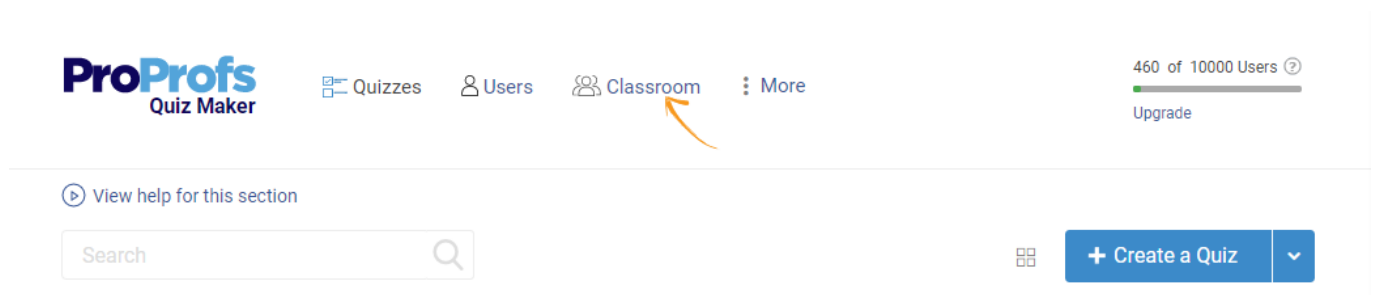 ProProfs
Quiz Maker
Quizzes Users Classroom More
460 of 10000 Users ?
Upgrade
View help for this section
Search
+ Create a Quiz